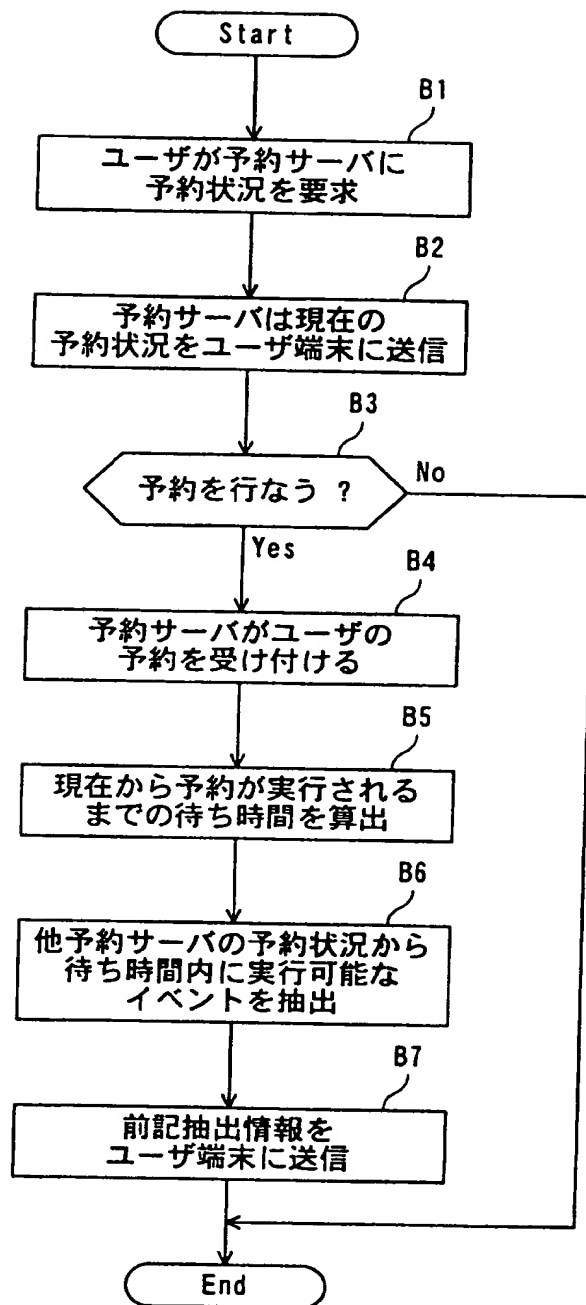 Start
B1
ユーザが予約サーバに
予約状況を要求
B2
予約サーバは現在の
予約状況をユーザ端末に送信
B3
予約を行なう ?
No
Yes
B4
予約サーバがユーザの
予約を受け付ける
B5
現在から予約が実行される
までの待ち時間を算出
B6
他予約サーバの予約状況から
待ち時間内に実行可能な
イベントを抽出
B7
前記抽出情報を
ユーザ端末に送信
End